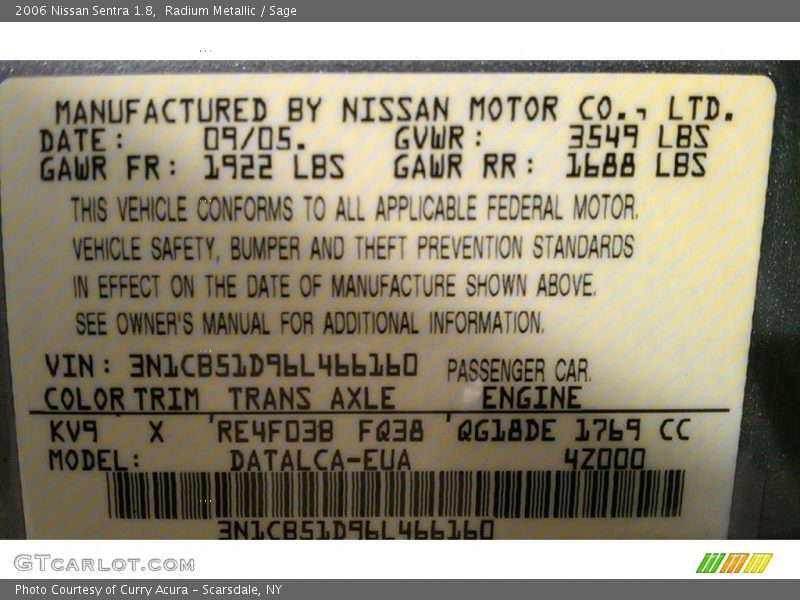 2006 Nissan Sentra 1.8,  Radium Metallic / Sage
MANUFACTURED BY NISSAN MOTOR CO., LTD.
DATE: 09/05. GVWR: 3549 LBS
GAWR FR: 1922 LBS GAWR RR: 1688 LBS
THIS VEHICLE CONFORMS TO ALL APPLICABLE FEDERAL MOTOR.
VEHICLE SAFETY, BUMPER AND THEFT PREVENTION STANDARDS
IN EFFECT ON THE DATE OF MANUFACTURE SHOWN ABOVE.
SEE OWNER'S MANUAL FOR ADDITIONAL INFORMATION.
VIN: 3N1CB51D96L466160 PASSENGER CAR.
COLOR TRIM TRANS AXLE ENGINE
KV9 X 'RE4F03B FQ38 'QG18DE 1769 CC
MODEL: DATALCA-EUA 4Z000
3N1CB51D96L466160
GTCARLOT.COM
Photo Courtesy of Curry Acura - Scarsdale, NY